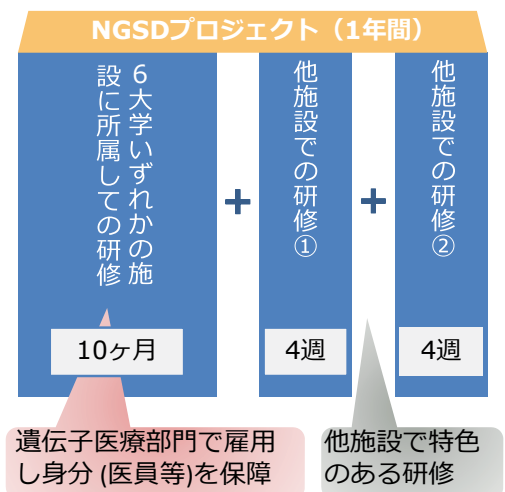 NGSDプロジェクト（1年間）
６大学いずれかの施
設に所属しての研修
＋
他施設での研修①
＋
他施設での研修②
10ヶ月
4週
4週
遺伝子医療部門で雇用
し身分 (医員等)を保障
他施設で特色
のある研修